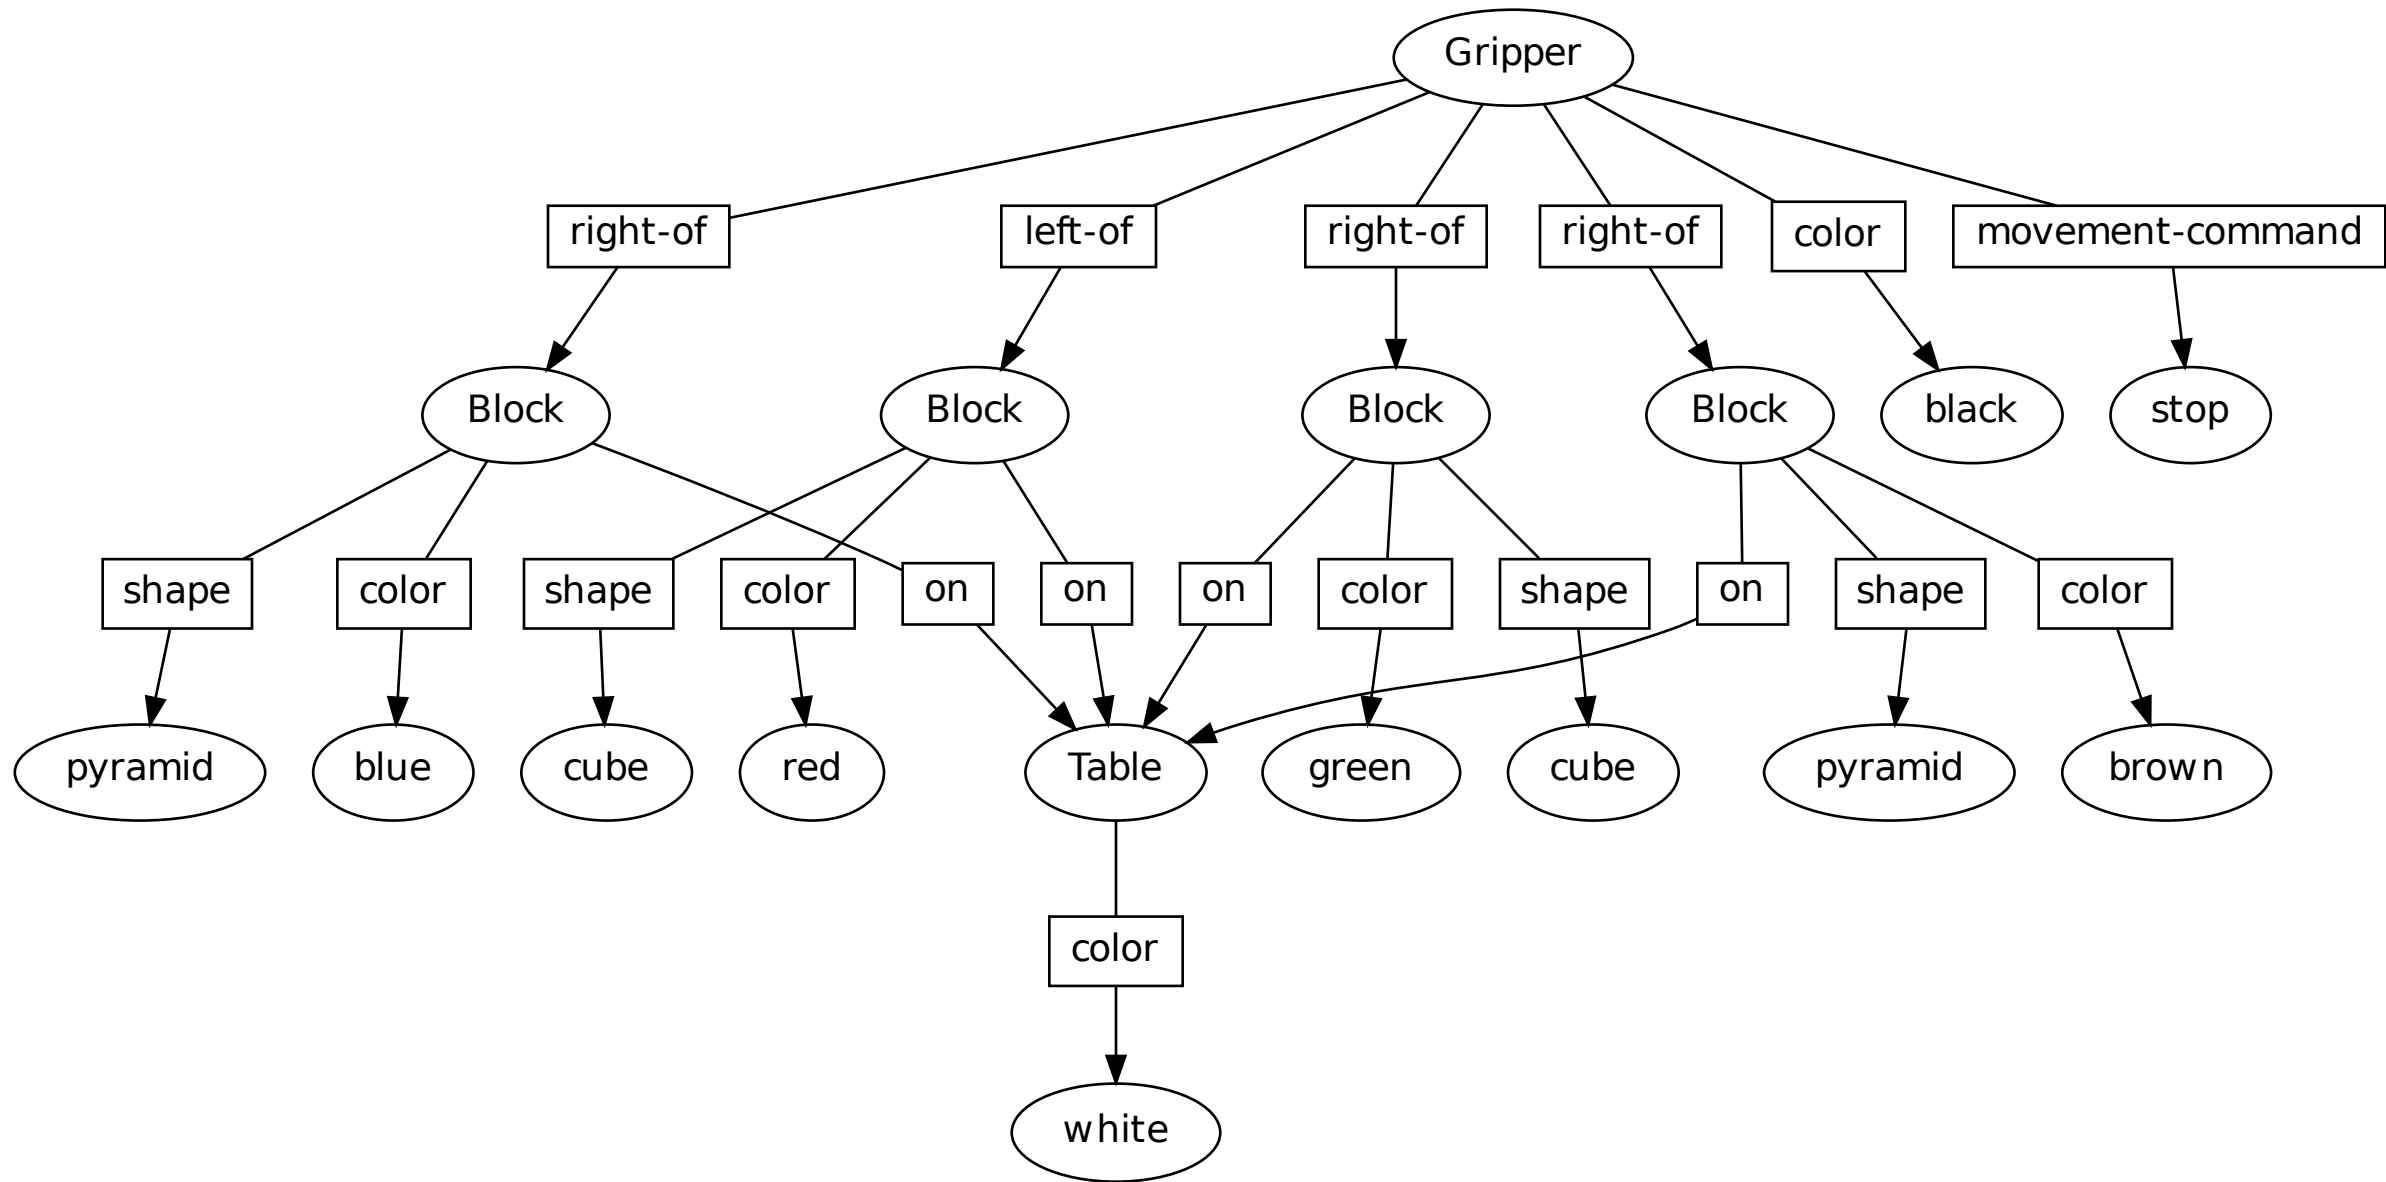 Gripper
right-of
left-of
right-of
right-of
color
movement-command
Block
Block
Block
Block
black
stop
shape
color
shape
color
on
on
on
color
shape
on
shape
color
pyramid
blue
cube
red
Table
green
cube
pyramid
brown
color
white